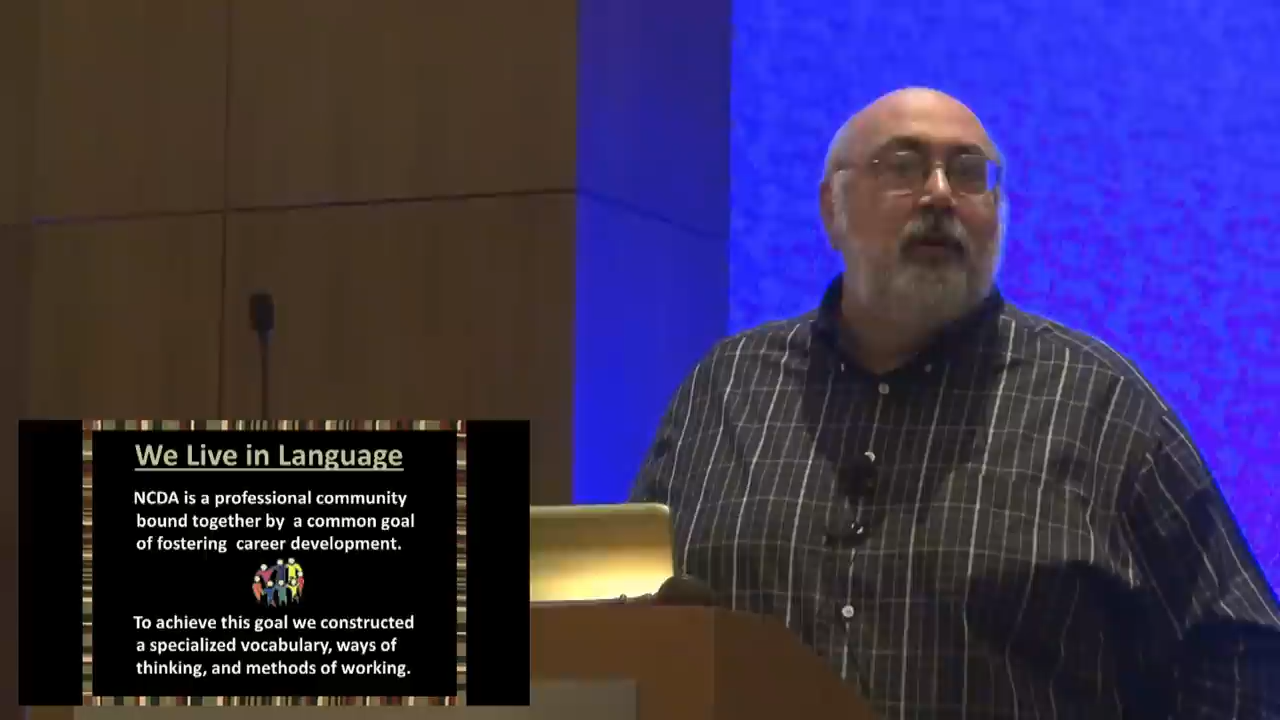 We Live in Language
NCDA is a professional community
bound together by a common goal
of fostering career development.
To achieve this goal we constructed
a specialized vocabulary, ways of
thinking, and methods of working.